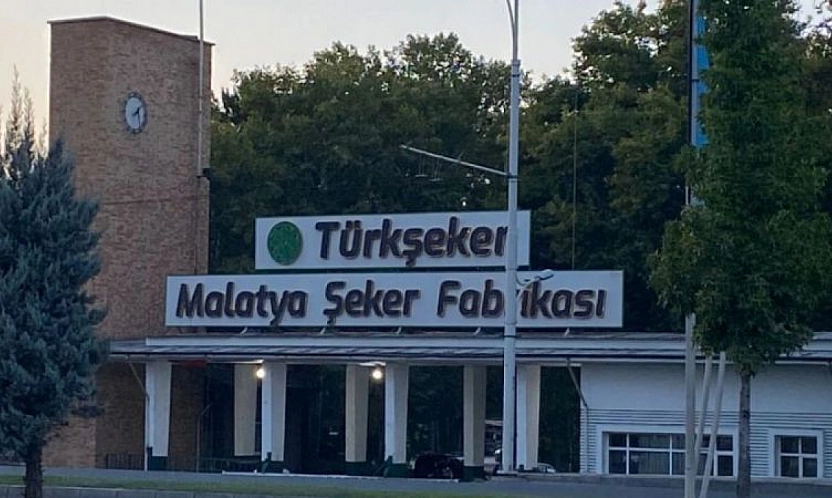 Türkşeker
Malatya Şeker Fabrikası